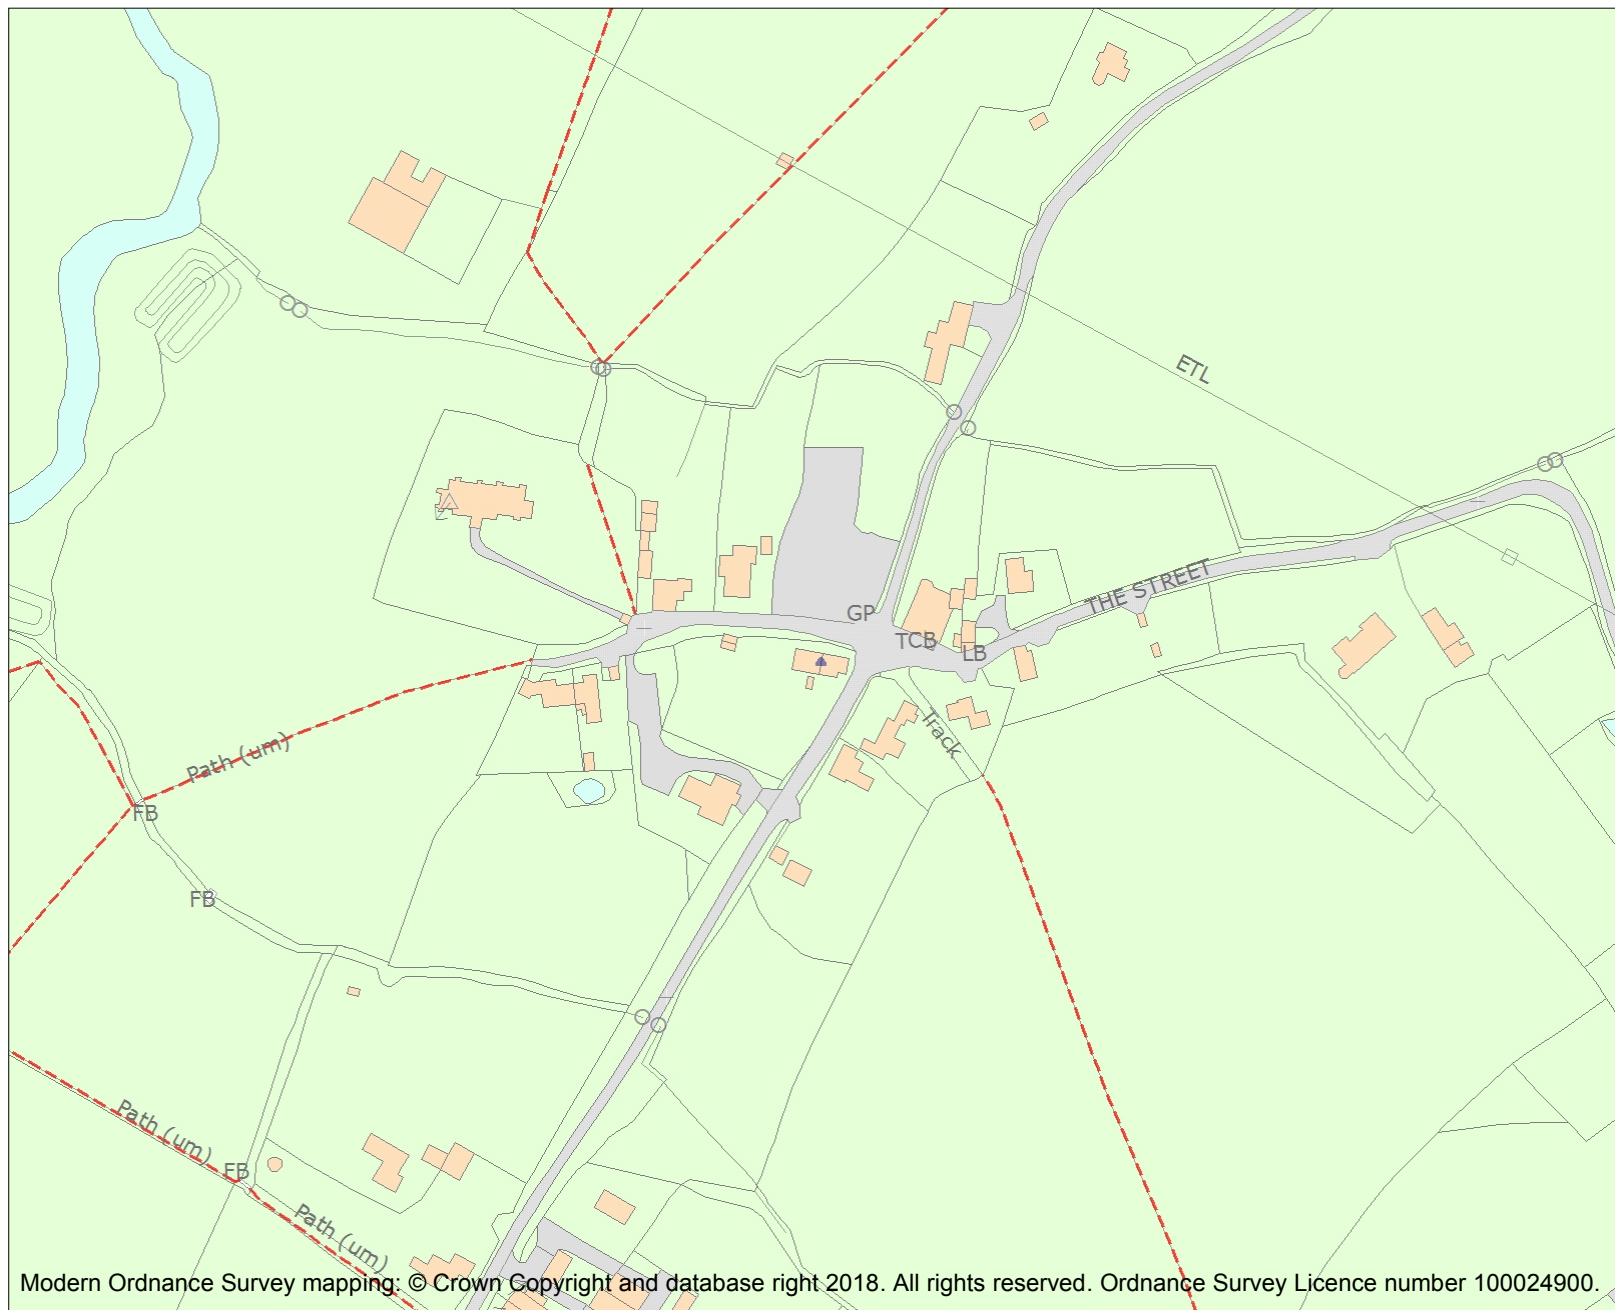 ETL
THE STREET
GP
TCB
LB
Track
Path (um)
FB
FB
Path (um)
FB
Path (um)
Modern Ordnance Survey mapping: © Crown Copyright and database right 2018. All rights reserved. Ordnance Survey Licence number 100024900.